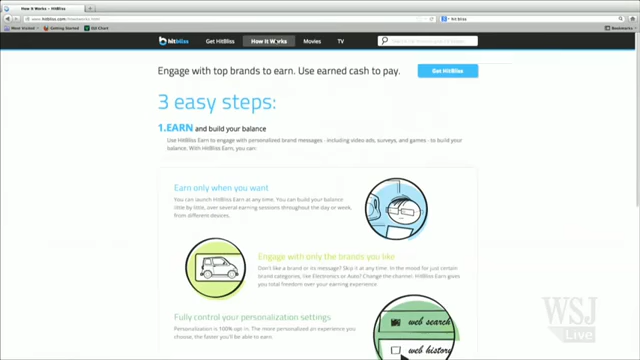 How It Works
www.hitbliss.com/howitworks.html
hit bliss
Most Visited
Getting Started
Bookmarks
hitbliss
Get HitBliss
How It Works
Movies
TV
Engage with top brands to earn. Use earned cash to pay.
Get HitBliss
3 easy steps:
1.EARN and build your balance
Use HitBliss Earn to engage with personalized brand messages - including video ads, surveys, and games - to build your
balance. With HitBliss Earn, you can:
Earn only when you want
You can launch HitBliss Earn at any time. You can build your balance
little by little, over several earning sessions throughout the day or week,
from different devices.
Engage with only the brands you like
Don't like a brand or its message? Skip it at any time. In the mood for just certain
brand categories, like Electronics or Auto? Change the channel. HitBliss Earn gives
you total freedom over your earning experience.
Fully control your personalization settings
Personalization is 100% opt in. The more personalized an experience you
choose, the faster you'll be able to earn.
web search
web history
WSJ
Live